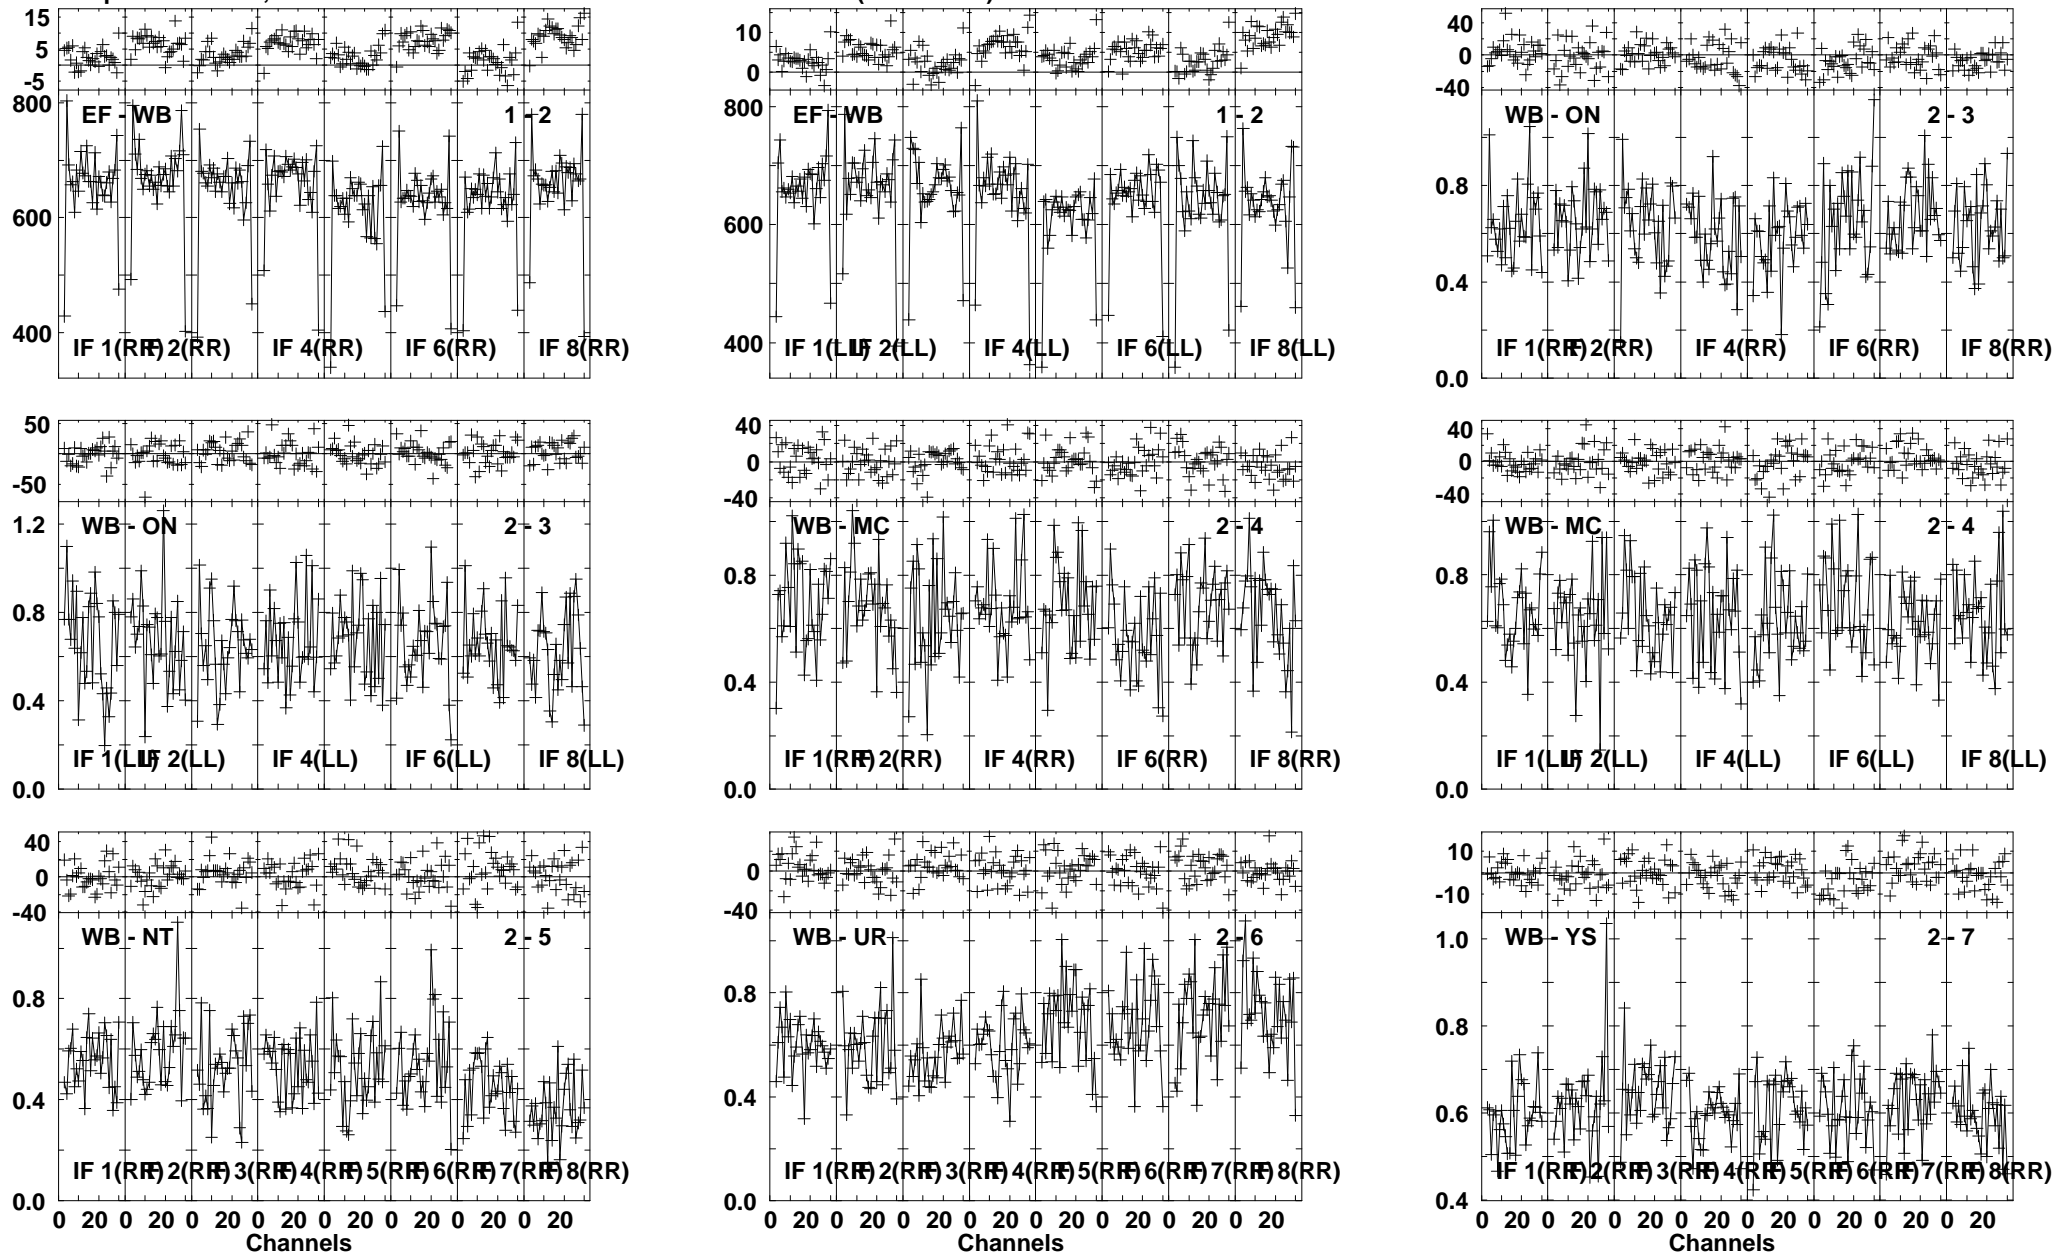 15 5 -5
10 0
40 0 -40
800 600 400
EF - WB 1 - 2
IF 1(RR) IF 2(RR) IF 4(RR) IF 6(RR) IF 8(RR)
800 600 400
EF - WB 1 - 2
IF 1(LL) IF 2(LL) IF 4(LL) IF 6(LL) IF 8(LL)
0.8 0.4 0.0
WB - ON 2 - 3
IF 1(RR) IF 2(RR) IF 4(RR) IF 6(RR) IF 8(RR)
50 0 -50
40 0 -40
40 0 -40
1.2 0.8 0.4 0.0
WB - ON 2 - 3
IF 1(LL) IF 2(LL) IF 4(LL) IF 6(LL) IF 8(LL)
0.8 0.4 0.0
WB - MC 2 - 4
IF 1(RR) IF 2(RR) IF 4(RR) IF 6(RR) IF 8(RR)
0.8 0.4 0.0
WB - MC 2 - 4
IF 1(LL) IF 2(LL) IF 4(LL) IF 6(LL) IF 8(LL)
40 0 -40
40 0 -40
10 -10
0.8 0.4 0.0
WB - NT 2 - 5
IF 1(RR) IF 2(RR) IF 3(RR) IF 4(RR) IF 5(RR) IF 6(RR) IF 7(RR) IF 8(RR)
0 20 0 20 0 20 0 20 0 20 0 20 0 20 0 20
Channels
0.8 0.4 0.0
WB - UR 2 - 6
IF 1(RR) IF 2(RR) IF 3(RR) IF 4(RR) IF 5(RR) IF 6(RR) IF 7(RR) IF 8(RR)
0 20 0 20 0 20 0 20 0 20 0 20 0 20 0 20
Channels
1.0 0.8 0.6 0.4
WB - YS 2 - 7
IF 1(RR) IF 2(RR) IF 3(RR) IF 4(RR) IF 5(RR) IF 6(RR) IF 7(RR) IF 8(RR)
0 20 0 20 0 20 0 20 0 20 0 20 0 20 0 20
Channels